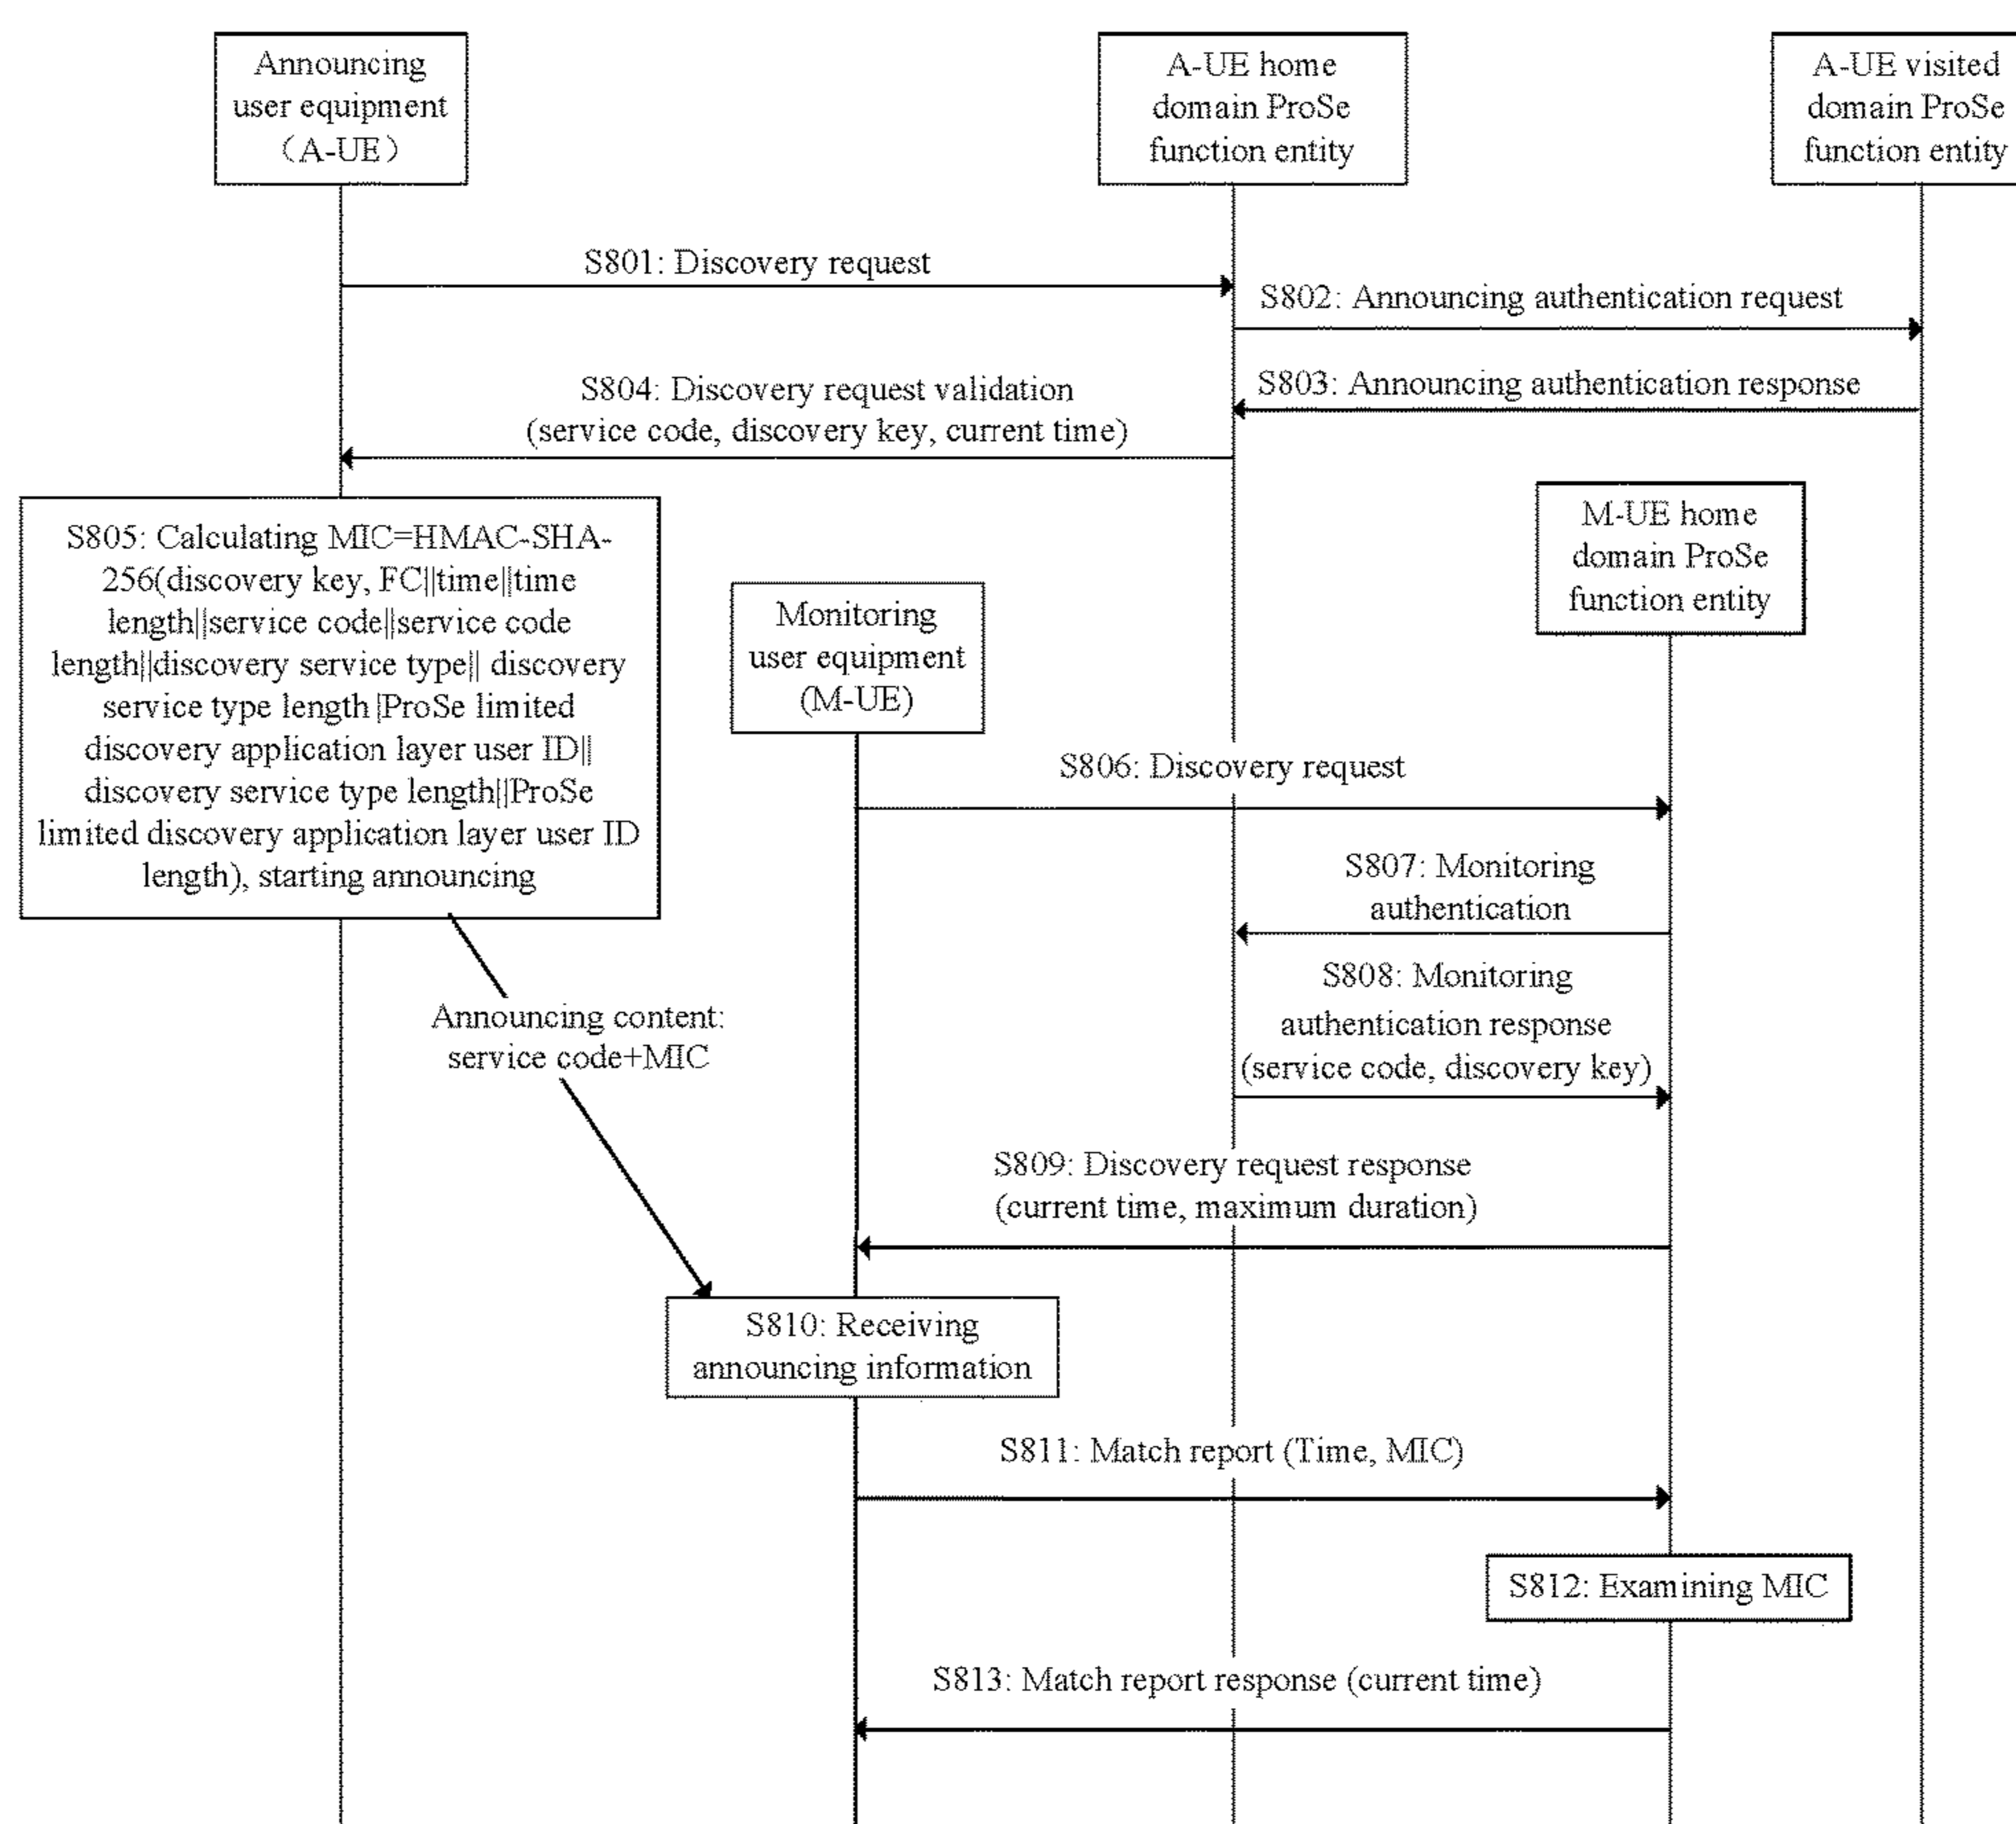 Announcing
user equipment
(A-UE)
A-UE home
domain ProSe
function entity
A-UE visited
domain ProSe
function entity
S801: Discovery request
S802: Announcing authentication request
S803: Announcing authentication response
S804: Discovery request validation
(service code, discovery key, current time)
S805: Calculating MIC=HMAC-SHA-
256(discovery key, FC||time||time
length||service code||service code
length||discovery service type|| discovery
service type length|ProSe limited
discovery application layer user ID||
discovery service type length||ProSe
limited discovery application layer user ID
length), starting announcing
Monitoring
user equipment
(M-UE)
M-UE home
domain ProSe
function entity
S806: Discovery request
S807: Monitoring
authentication
S808: Monitoring
authentication response
(service code, discovery key)
Announcing content:
service code+MIC
S809: Discovery request response
(current time, maximum duration)
S810: Receiving
announcing information
S811: Match report (Time, MIC)
S812: Examining MIC
S813: Match report response (current time)